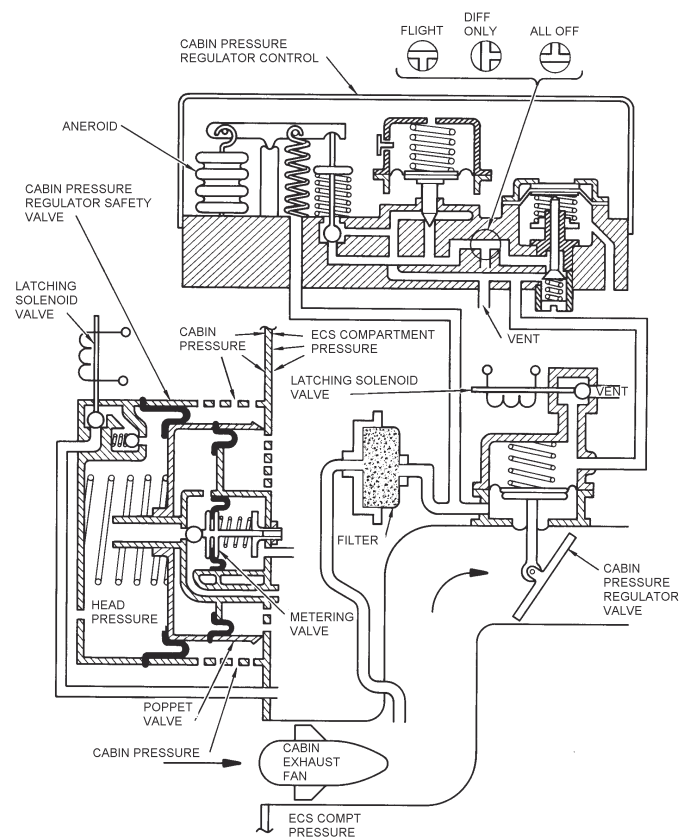 FLIGHT
DIFF
ONLY
ALL OFF
CABIN PRESSURE
REGULATOR CONTROL
ANEROID
CABIN PRESSURE
REGULATOR SAFETY
VALVE
LATCHING
SOLENOID
VALVE
CABIN
PRESSURE
ECS COMPARTMENT
PRESSURE
VENT
LATCHING SOLENOID
VALVE
VENT
FILTER
CABIN
PRESSURE
REGULATOR
VALVE
HEAD
PRESSURE
METERING
VALVE
POPPET
VALVE
CABIN PRESSURE
CABIN
EXHAUST
FAN
ECS COMPT
PRESSURE